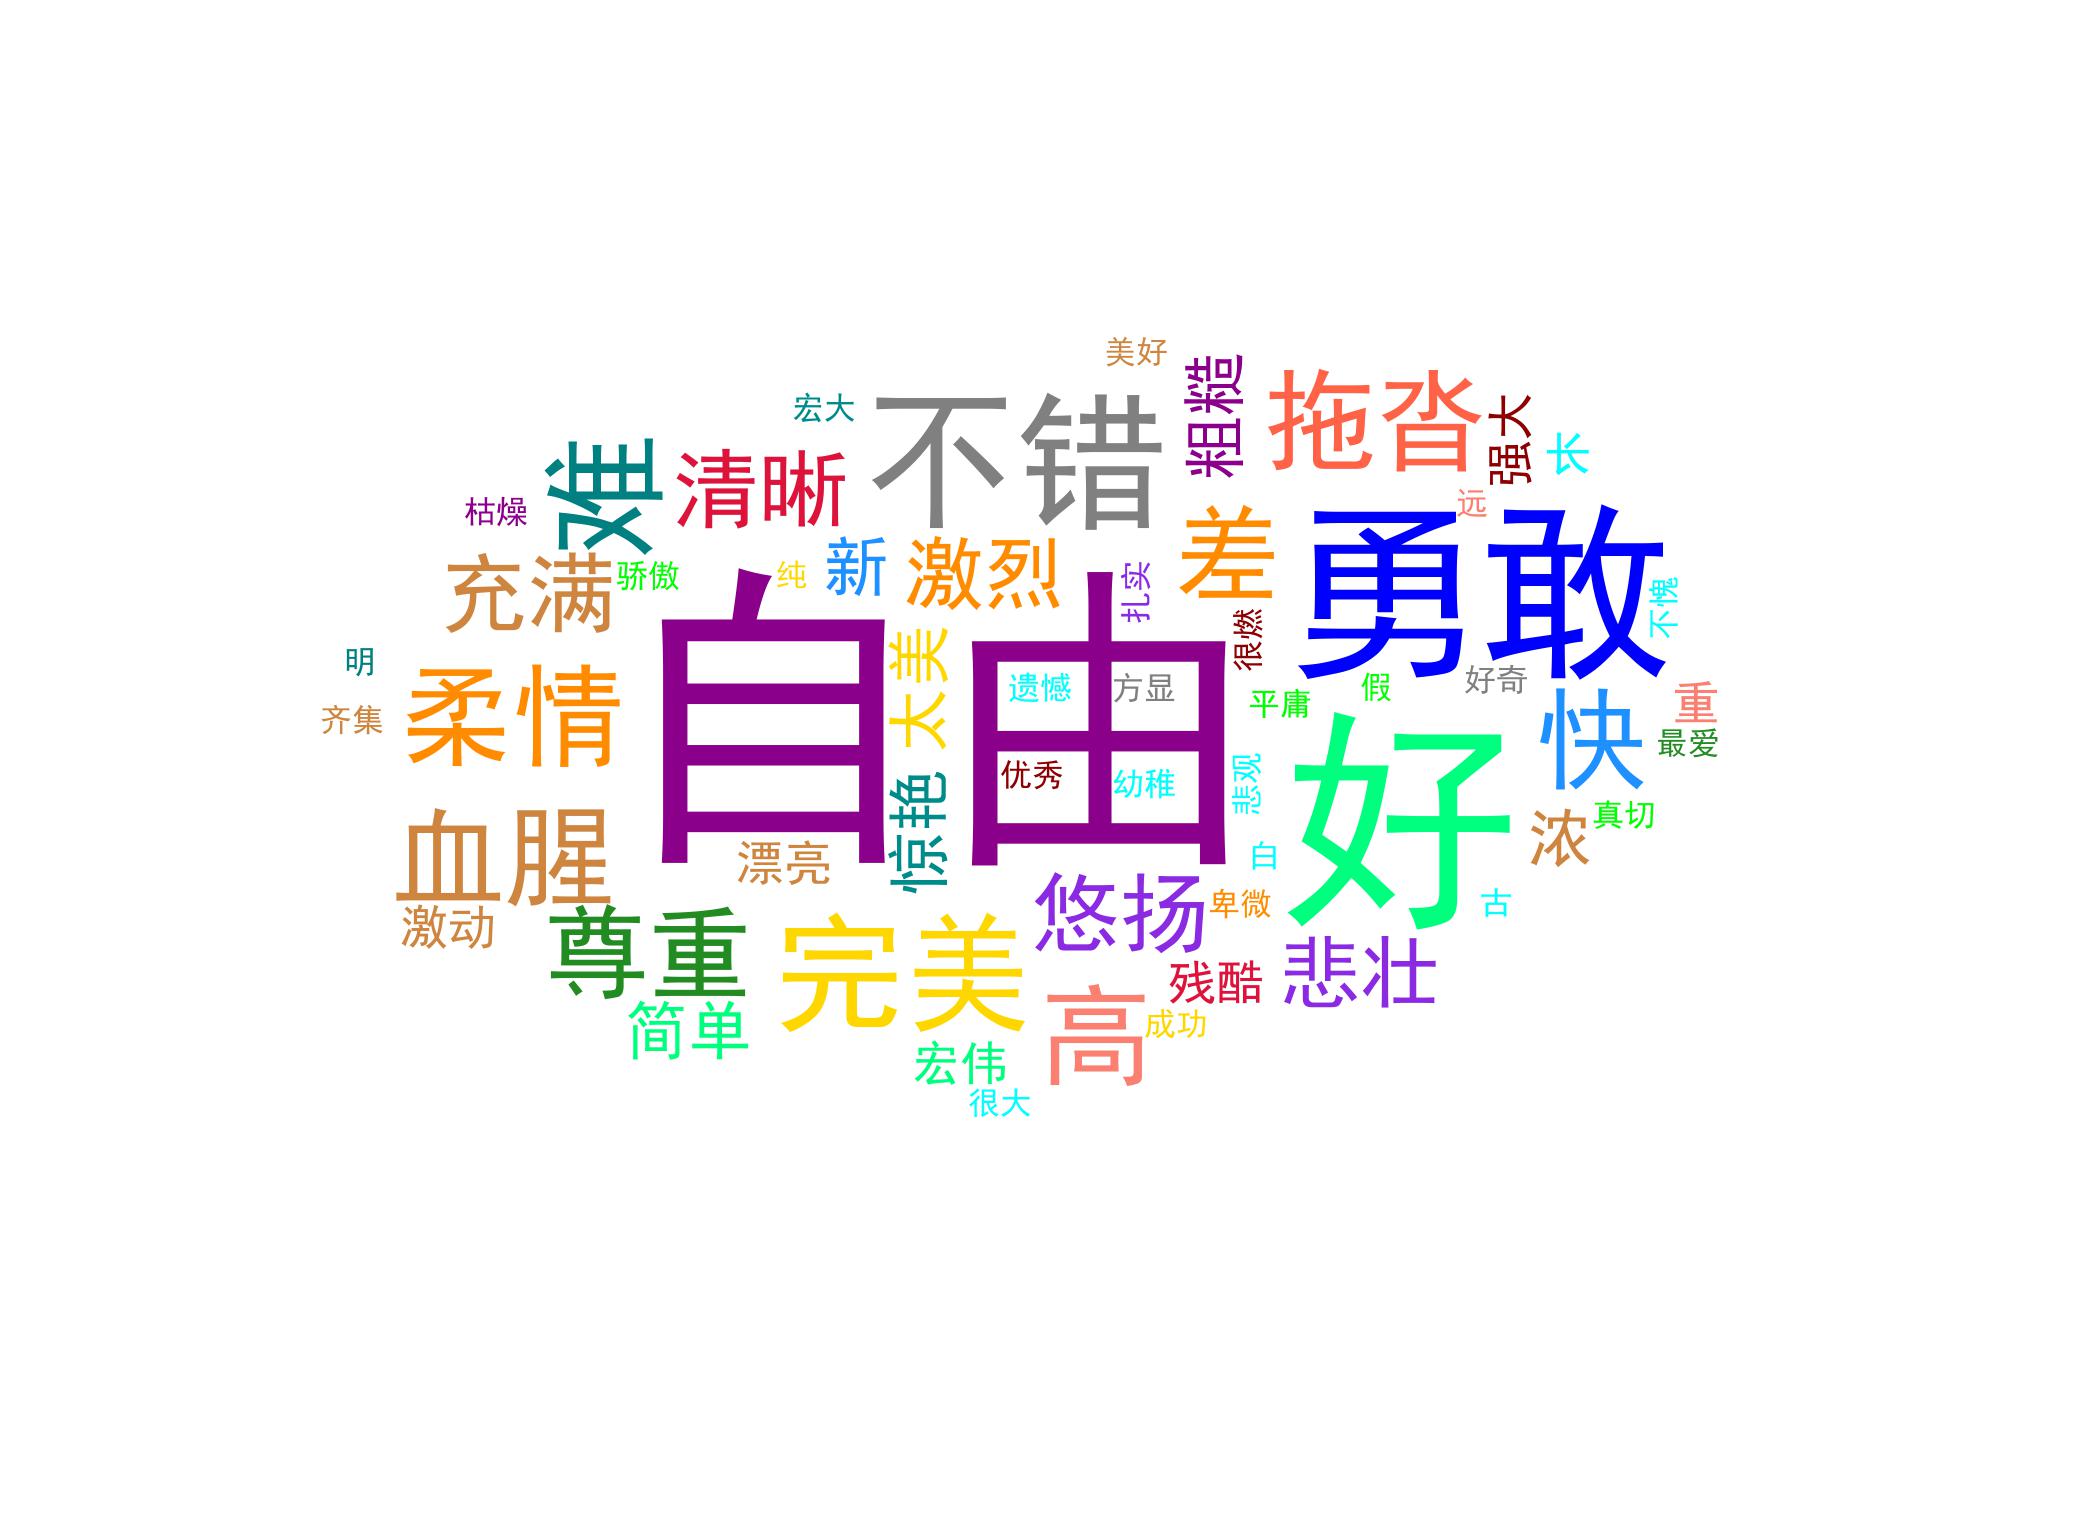 美好
宏大
不错
粗糙
拖沓
强大
长
难
清晰
枯燥
远
勇敢
充满
骄傲
纯
新
激烈
扎实
差
很燃
不愧
自由
太美
遗憾
方显
优秀
幼稚
明
柔情
齐集
平庸
假
好奇
快
重
最爱
好
悲观
浓
真切
惊艳
漂亮
血腥
激动
白
古
卑微
悠扬
尊重
完美
残酷
悲壮
简单
高
成功
宏伟
很大